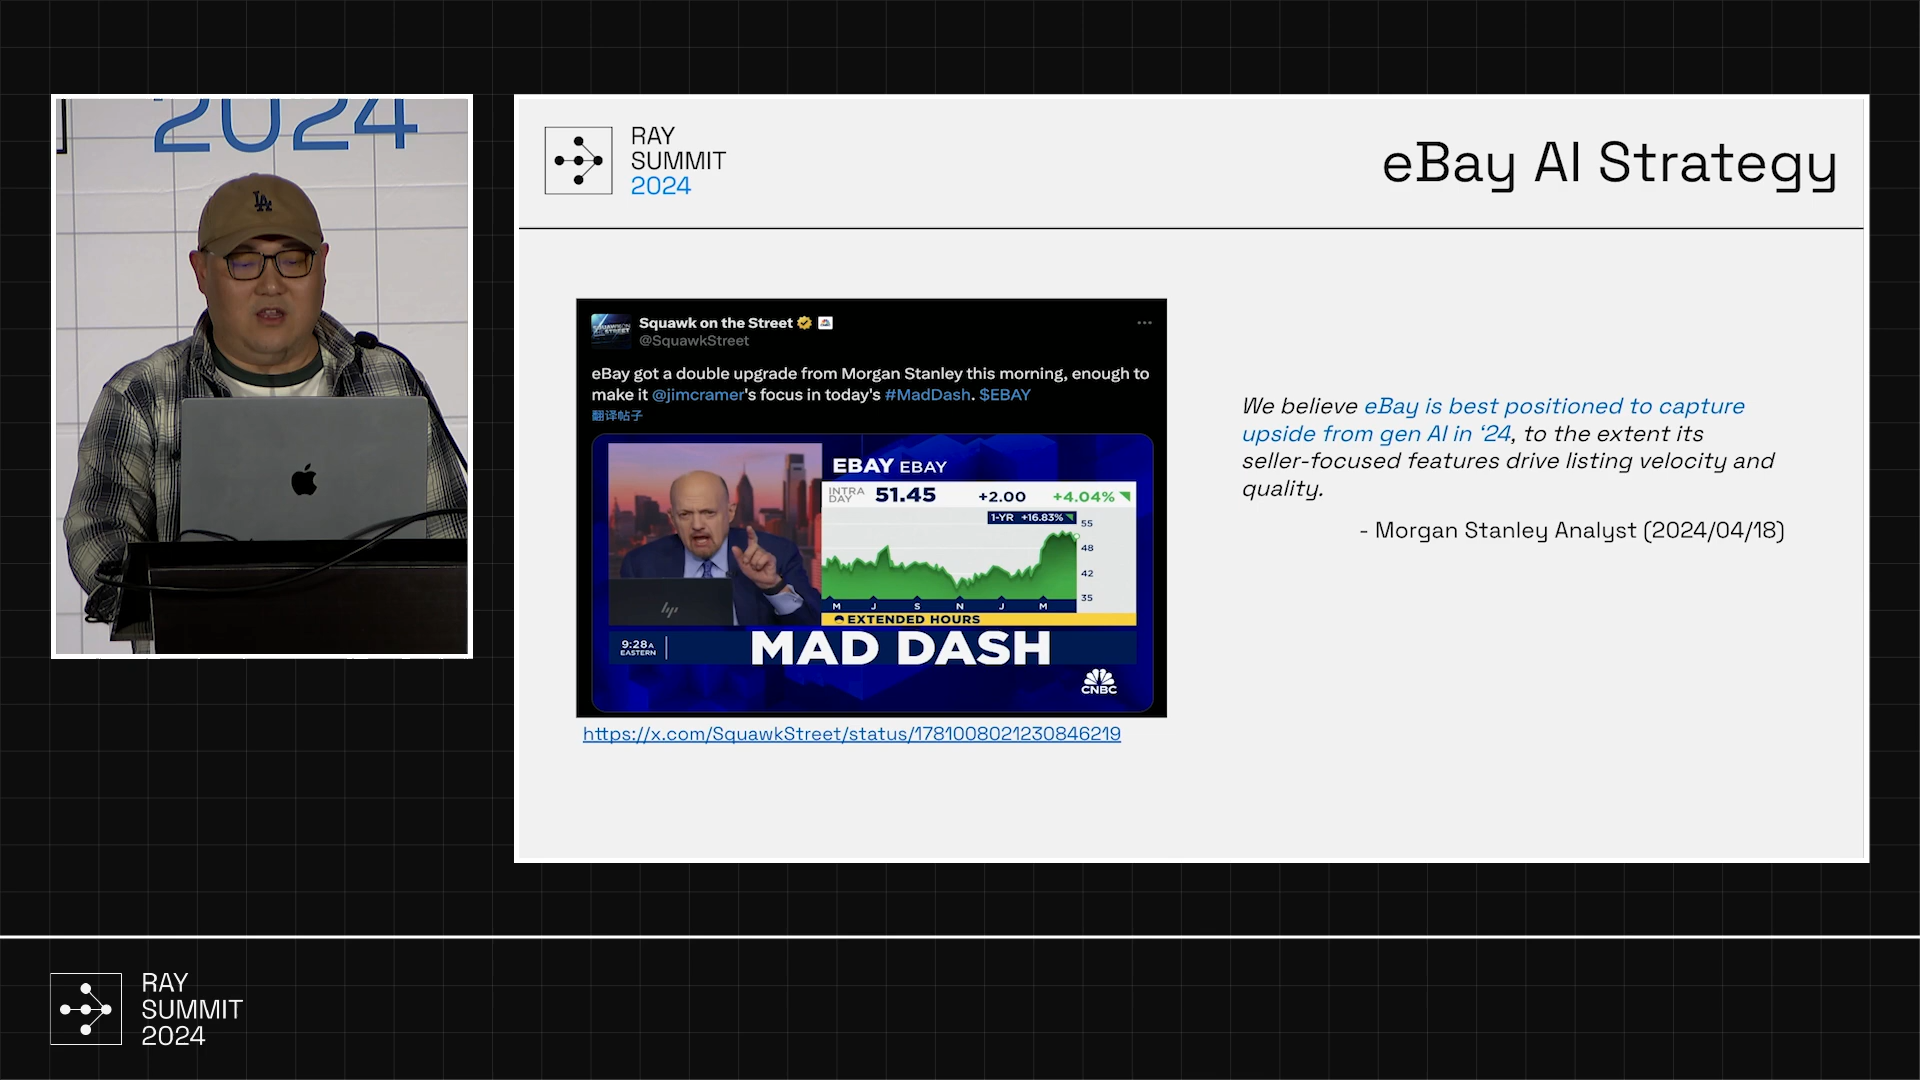 2024
LA
RAY
SUMMIT
2024
eBay AI Strategy
Squawk on the Street
@SquawkStreet
eBay got a double upgrade from Morgan Stanley this morning, enough to
make it @jimcramer's focus in today's #MadDash. $EBAY
翻译帖子
EBAY EBAY
INTRA
DAY
51.45 +2.00 +4.04%
1-YR +16.83%
55
48
42
35
M J S N J M
EXTENDED HOURS
9:28A
EASTERN
MAD DASH
CNBC
hp
https://x.com/SquawkStreet/status/1781008021230846219
We believe eBay is best positioned to capture
upside from gen AI in ‘24, to the extent its
seller-focused features drive listing velocity and
quality.
- Morgan Stanley Analyst (2024/04/18)
RAY
SUMMIT
2024